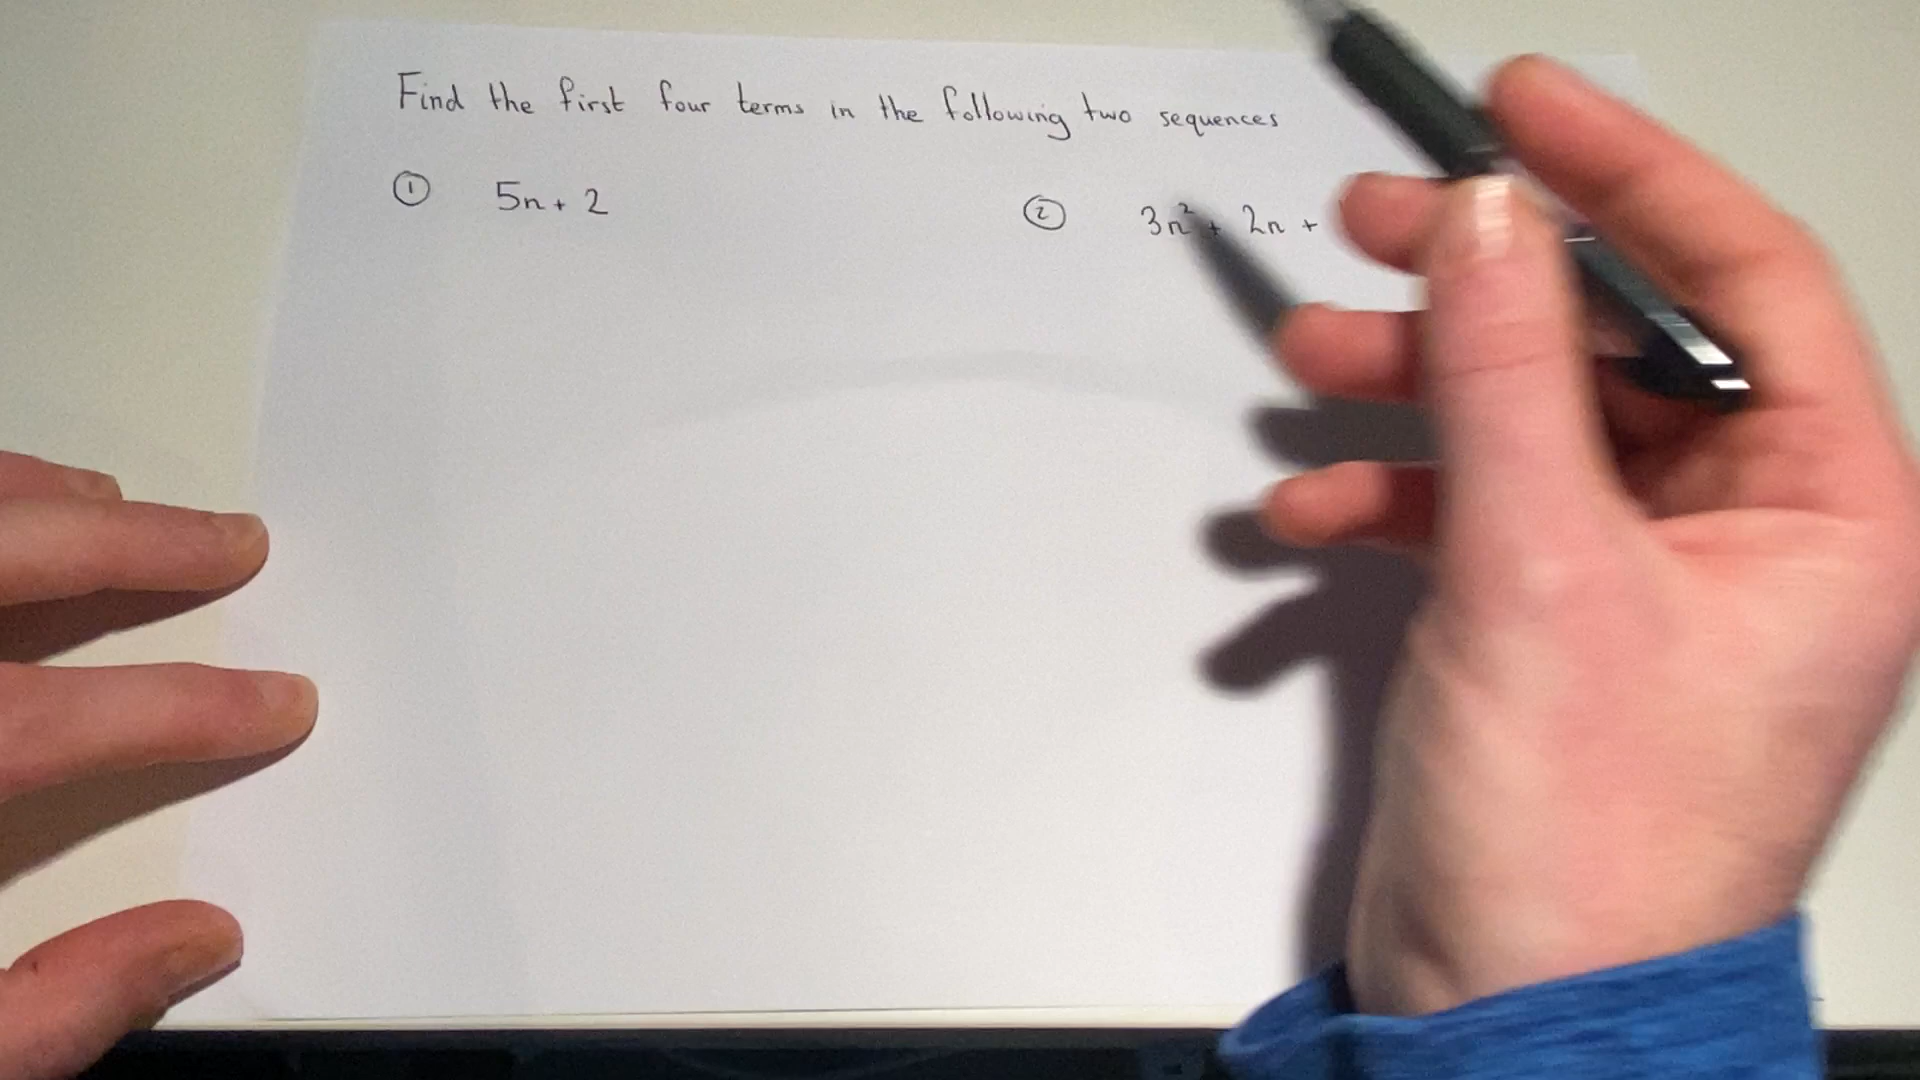 Find the first four terms in the following two sequences
① 5n + 2
② 3n² + 2n +